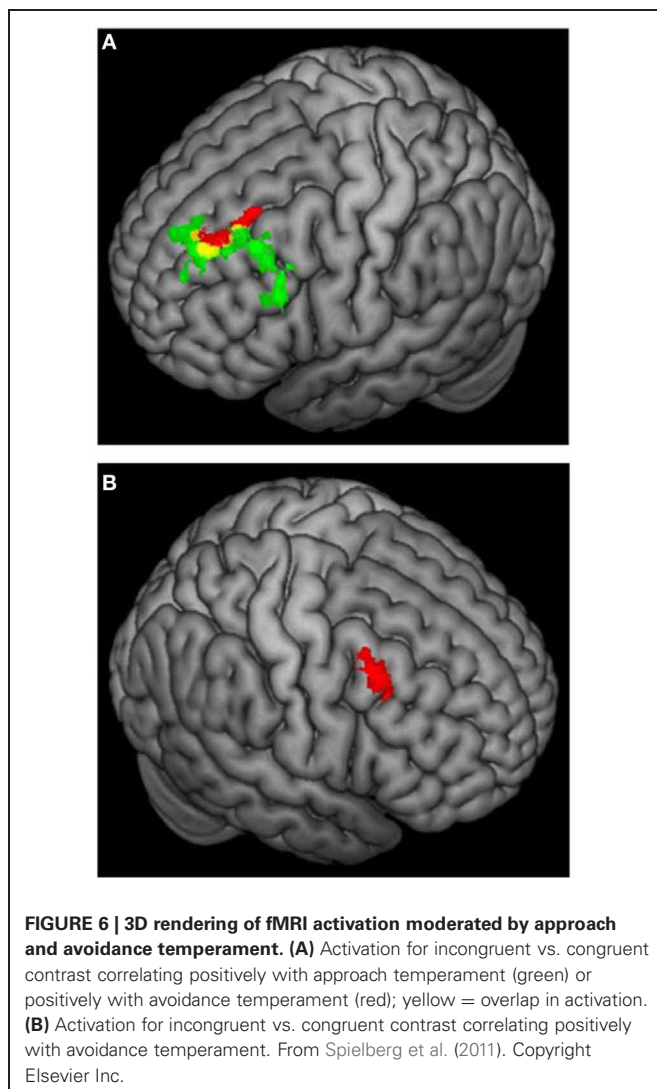 A
B
FIGURE 6 | 3D rendering of fMRI activation moderated by approach
and avoidance temperament. (A) Activation for incongruent vs. congruent
contrast correlating positively with approach temperament (green) or
positively with avoidance temperament (red); yellow = overlap in activation.
(B) Activation for incongruent vs. congruent contrast correlating positively
with avoidance temperament. From Spielberg et al. (2011). Copyright
Elsevier Inc.